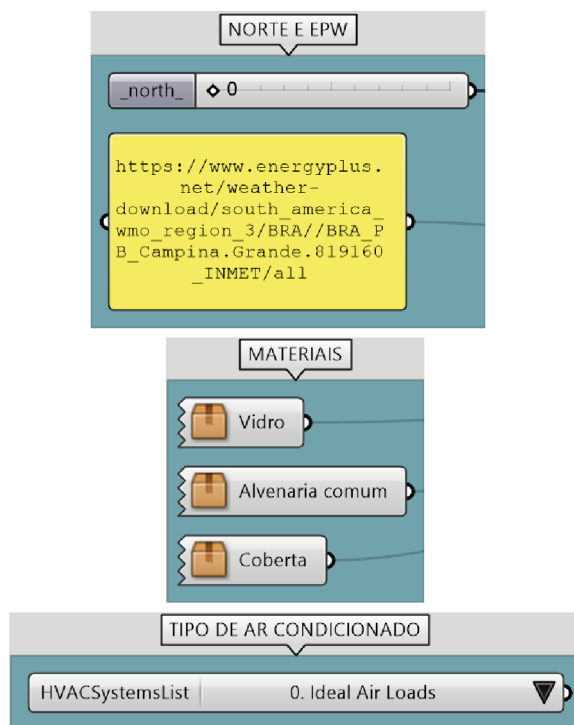 NORTE E EPW
_north_ 0
https://www.energyplus.
net/weather-
download/south_america_
wmo_region_3/BRA//BRA_P
B_Campina.Grande.819160
_INMET/all
MATERIAIS
Vidro
Alvenaria comum
Coberta
TIPO DE AR CONDICIONADO
HVACSystemsList 0. Ideal Air Loads